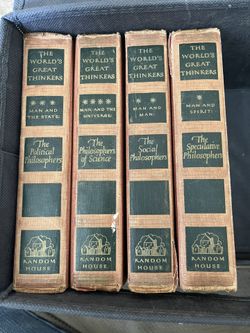 THE
WORLD'S
GREAT
THINKERS
MAN AND
THE STATE:
The
Political
Philosophers
RANDOM
HOUSE
THE
WORLD'S
GREAT
THINKERS
MAN AND THE
UNIVERSE:
The
Philosophers
of Science
RANDOM
HOUSE
THE
WORLD'S
GREAT
THINKERS
MAN AND
MAN:
The
Social
Philosophers
RANDOM
HOUSE
THE
WORLD'S
GREAT
THINKERS
MAN AND
SPIRIT:
The
Speculative
Philosophers
RANDOM
HOUSE